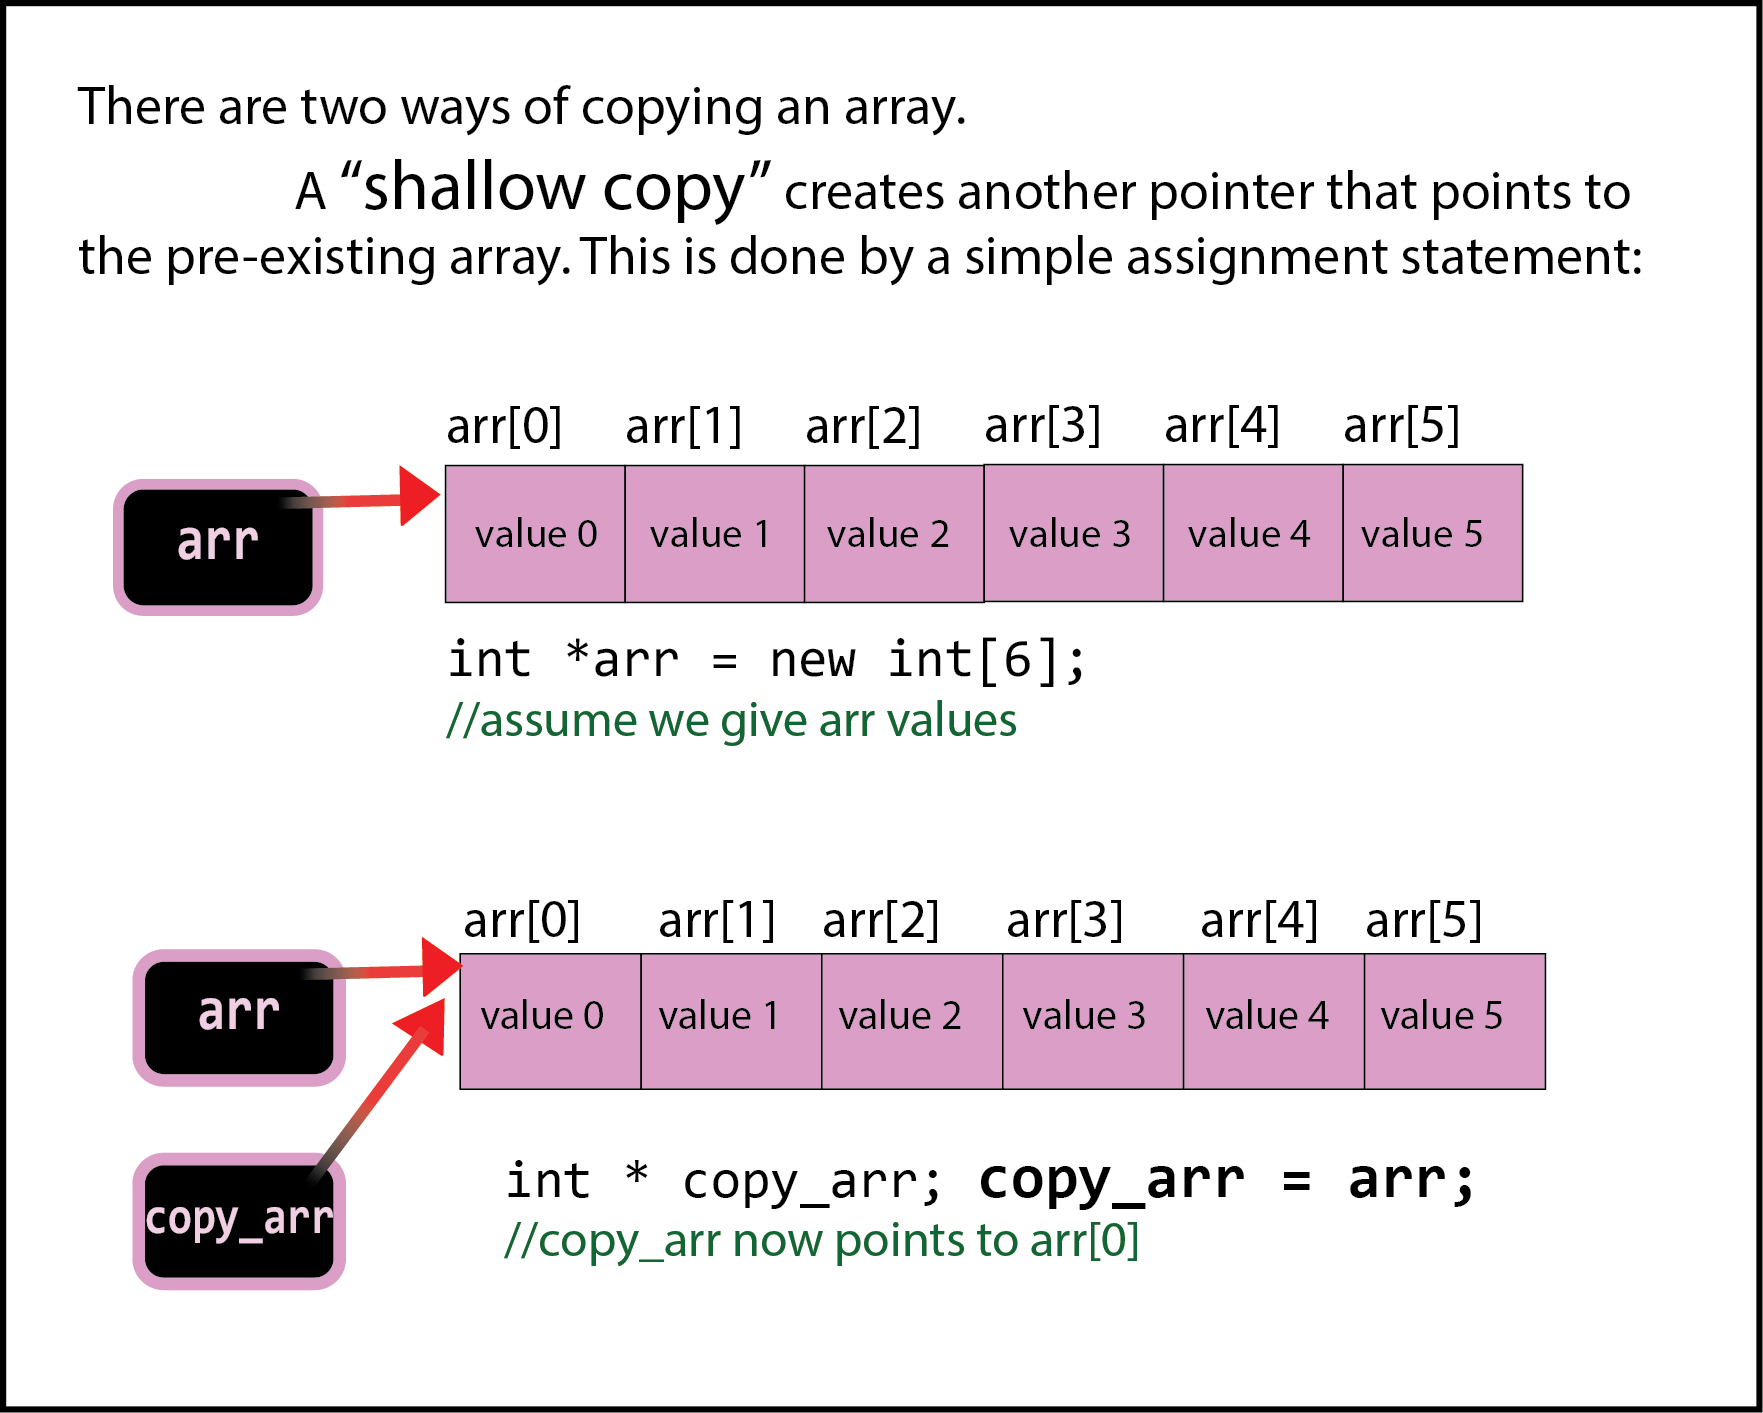 There are two ways of copying an array.
A “shallow copy” creates another pointer that points to
the pre-existing array. This is done by a simple assignment statement:
arr[0] arr[1] arr[2] arr[3] arr[4] arr[5]
arr value 0 value 1 value 2 value 3 value 4 value 5
int *arr = new int[6];
//assume we give arr values
arr[0] arr[1] arr[2] arr[3] arr[4] arr[5]
arr value 0 value 1 value 2 value 3 value 4 value 5
int * copy_arr; copy_arr = arr;
copy_arr
//copy_arr now points to arr[0]